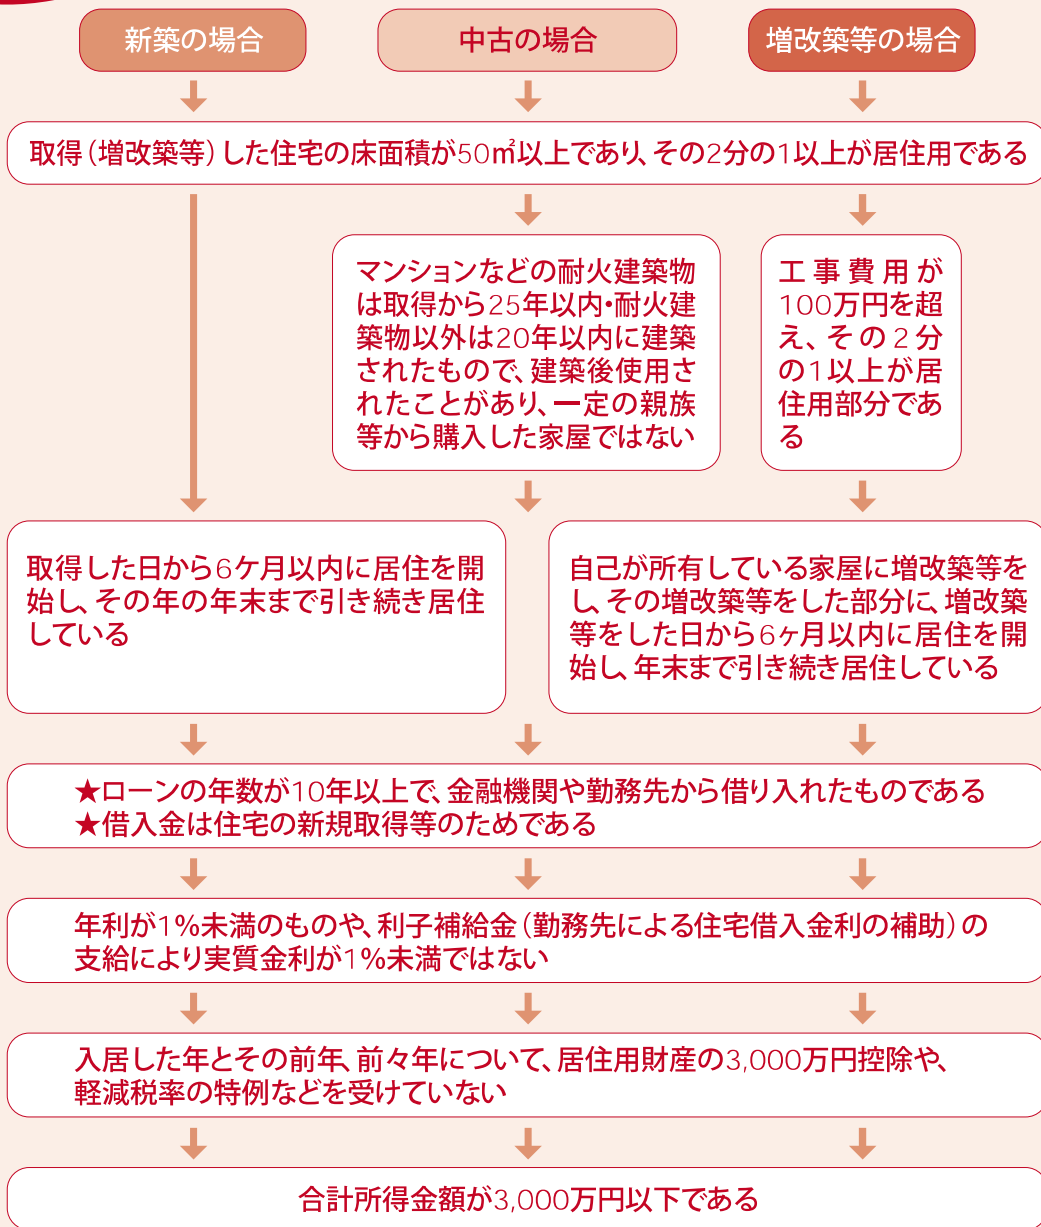 新築の場合
中古の場合
増改築等の場合
取得(増改築等)した住宅の床面積が50㎡以上であり、その2分の1以上が居住用である
マンションなどの耐火建築物
は取得から25年以内・耐火建
築物以外は20年以内に建築
されたもので、建築後使用さ
れたことがあり、一定の親族
等から購入した家屋ではない
工事費用が
100万円を超
え、その2分
の1以上が居
住用部分であ
る
取得した日から6ケ月以内に居住を開
始し、その年の年末まで引き続き居住
している
自己が所有している家屋に増改築等を
し、その増改築等をした部分に、増改築
等をした日から6ヶ月以内に居住を開
始し、年末まで引き続き居住している
★ローンの年数が10年以上で、金融機関や勤務先から借り入れたものである
★借入金は住宅の新規取得等のためである
年利が1%未満のものや、利子補給金(勤務先による住宅借入金利の補助)の
支給により実質金利が1%未満ではない
入居した年とその前年、前々年について、居住用財産の3,000万円控除や、
軽減税率の特例などを受けていない
合計所得金額が3,000万円以下である